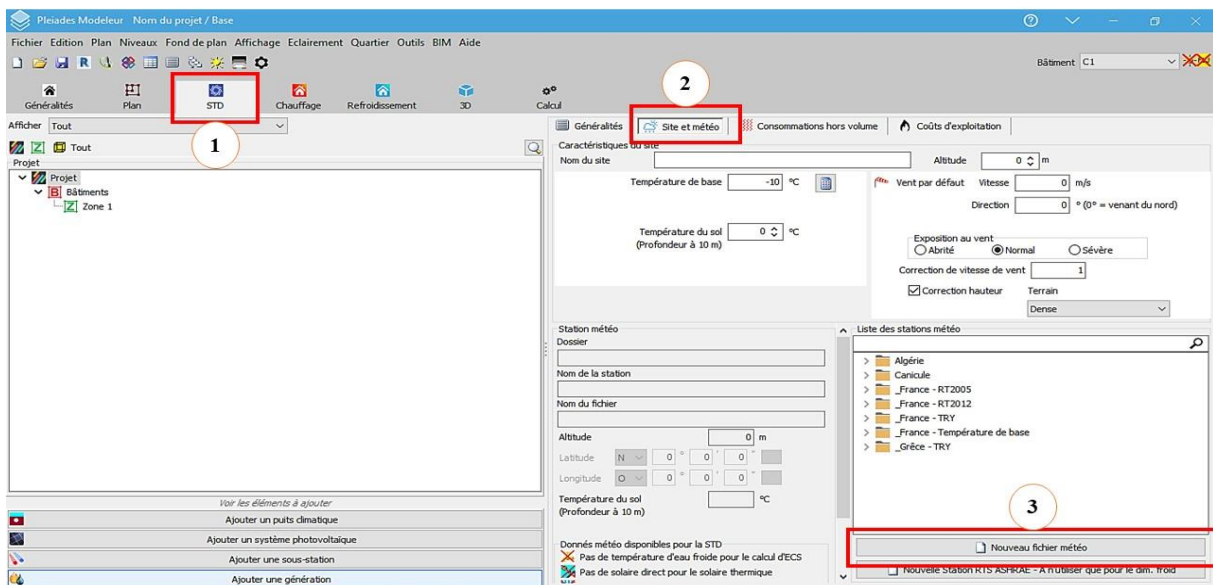 Pleiades Modeleur Nom du projet / Base
Fichier Edition Plan Niveaux Fond de plan Affichage Eclairement Quartier Outils BIM Aide
Bâtiment C1
Généralités Plan STD Chauffage Refroidissement 3D Calcul
1
2
Afficher Tout
Tout
Projet
Projet
B Bâtiments
Z Zone 1
Voir les éléments à ajouter
Ajouter un puits climatique
Ajouter un système photovoltaïque
Ajouter une sous-station
Ajouter une génération
Généralités Site et météo Consommations hors volume Coûts d'exploitation
Caractéristiques du site
Nom du site Altitude 0 m
Température de base -10 °C
Vent par défaut Vitesse 0 m/s
Direction 0 ° (0° = venant du nord)
Température du sol 0 °C
(Profondeur à 10 m)
Exposition au vent
Abrité Normal Sévère
Correction de vitesse de vent 1
Correction hauteur Terrain
Dense
Station météo
Dossier
Nom de la station
Nom du fichier
Altitude 0 m
Latitude N 0 ° 0 ' 0 "
Longitude O 0 ° 0 ' 0 "
Température du sol °C
(Profondeur à 10 m)
Donnés météo disponibles pour la STD
Pas de température d'eau froide pour le calcul d'ECS
Pas de solaire direct pour le solaire thermique
Liste des stations météo
Algérie
Canicule
_France - RT2005
_France - RT2012
_France - TRY
_France - Température de base
_Grêce - TRY
3
Nouveau fichier météo
Nouvelle Station RTS ASHRAE - A n'utiliser que pour le dim. froid